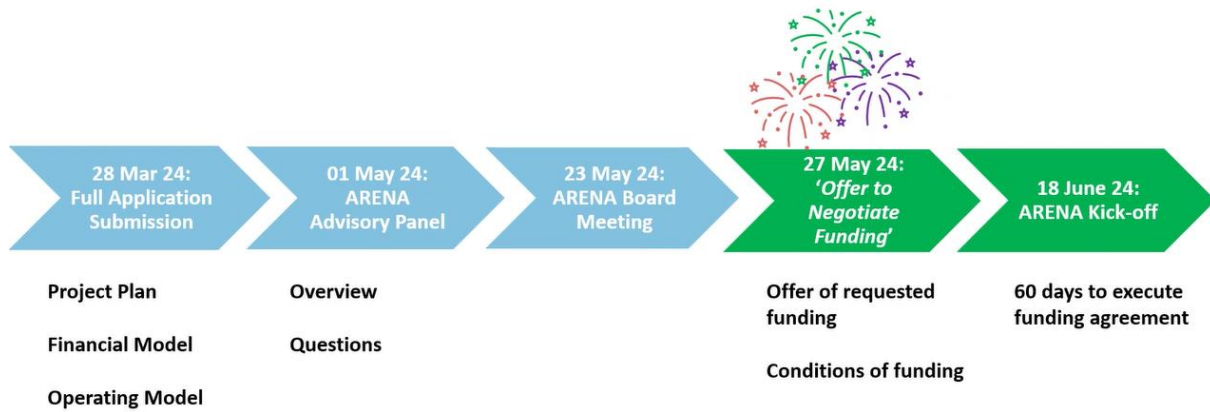 28 Mar 24:
Full Application
Submission
01 May 24:
ARENA
Advisory Panel
23 May 24:
ARENA Board
Meeting
27 May 24:
‘Offer to
Negotiate
Funding’
18 June 24:
ARENA Kick-off
Project Plan
Financial Model
Operating Model
Overview
Questions
Offer of requested
funding
Conditions of funding
60 days to execute
funding agreement